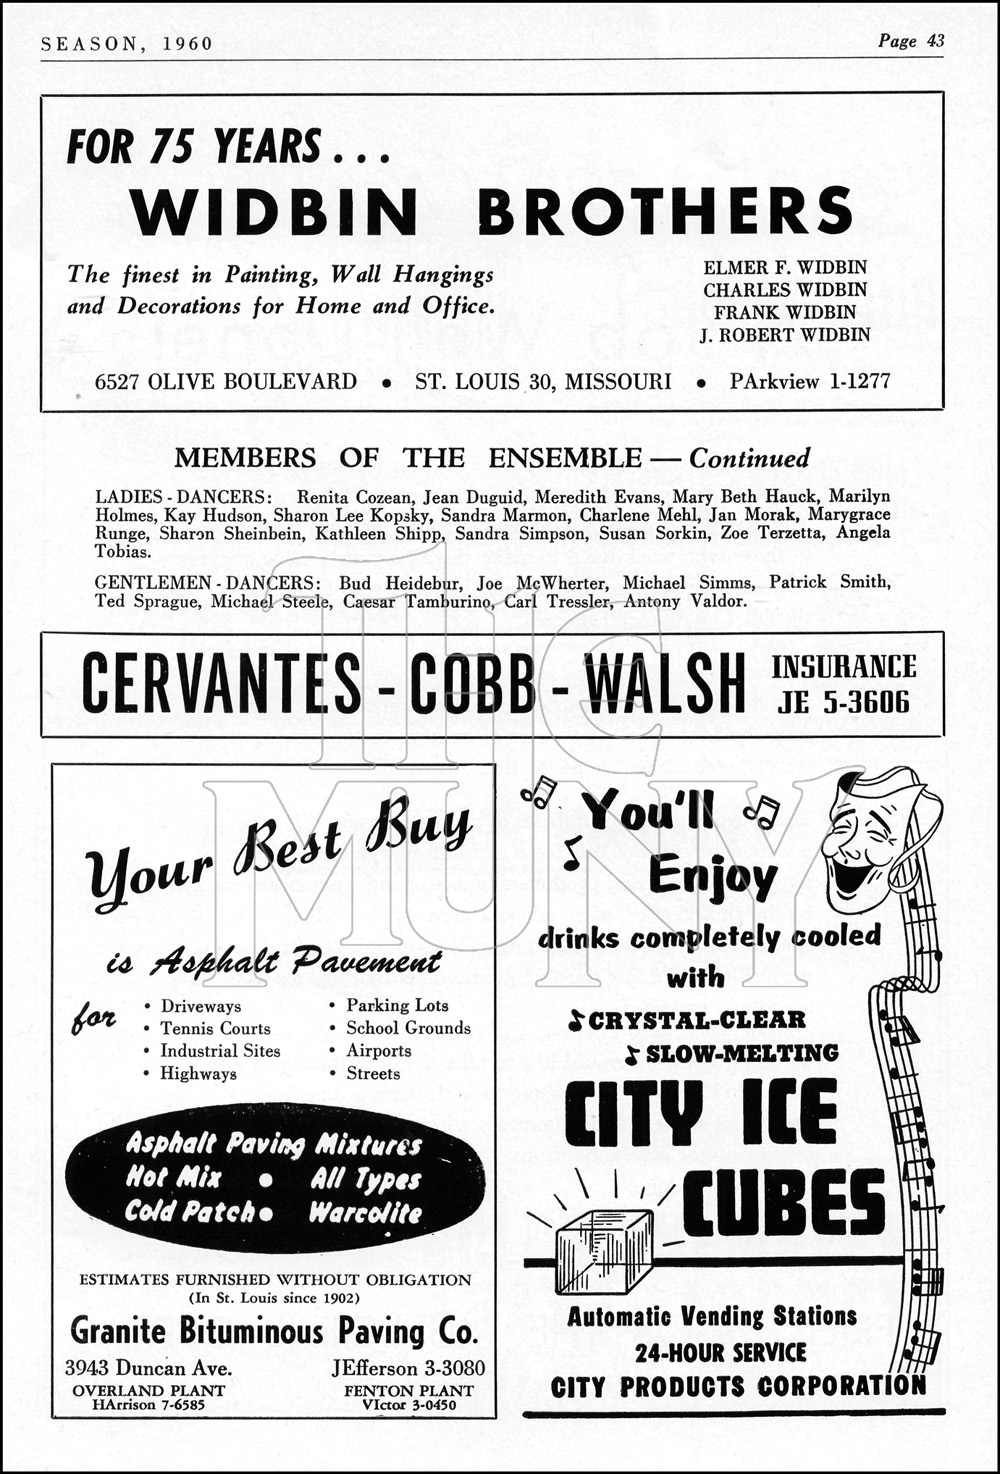 SEASON, 1960
Page 43
FOR 75 YEARS . . .
WIDBIN BROTHERS
The finest in Painting, Wall Hangings
and Decorations for Home and Office.
ELMER F. WIDBIN
CHARLES WIDBIN
FRANK WIDBIN
J. ROBERT WIDBIN
6527 OLIVE BOULEVARD • ST. LOUIS 30, MISSOURI • PArkview 1-1277
MEMBERS OF THE ENSEMBLE — Continued
LADIES - DANCERS: Renita Cozean, Jean Duguid, Meredith Evans, Mary Beth Hauck, Marilyn
Holmes, Kay Hudson, Sharon Lee Kopsky, Sandra Marmon, Charlene Mehl, Jan Morak, Marygrace
Runge, Sharon Sheinbein, Kathleen Shipp, Sandra Simpson, Susan Sorkin, Zoe Terzetta, Angela
Tobias.
GENTLEMEN - DANCERS: Bud Heidebur, Joe McWherter, Michael Simms, Patrick Smith,
Ted Sprague, Michael Steele, Caesar Tamburino, Carl Tressler, Antony Valdor.
CERVANTES - COBB - WALSH
INSURANCE
JE 5-3606
THE
MUNY
Your Best Buy
is Asphalt Pavement
for
• Driveways
• Tennis Courts
• Industrial Sites
• Highways
• Parking Lots
• School Grounds
• Airports
• Streets
Asphalt Paving Mixtures
Hot Mix • All Types
Cold Patch • Warcolite
ESTIMATES FURNISHED WITHOUT OBLIGATION
(In St. Louis since 1902)
Granite Bituminous Paving Co.
3943 Duncan Ave. JEfferson 3-3080
OVERLAND PLANT FENTON PLANT
HArrison 7-6585 VIctor 3-0450
You'll
Enjoy
drinks completely cooled
with
CRYSTAL-CLEAR
SLOW-MELTING
CITY ICE
CUBES
Automatic Vending Stations
24-HOUR SERVICE
CITY PRODUCTS CORPORATION